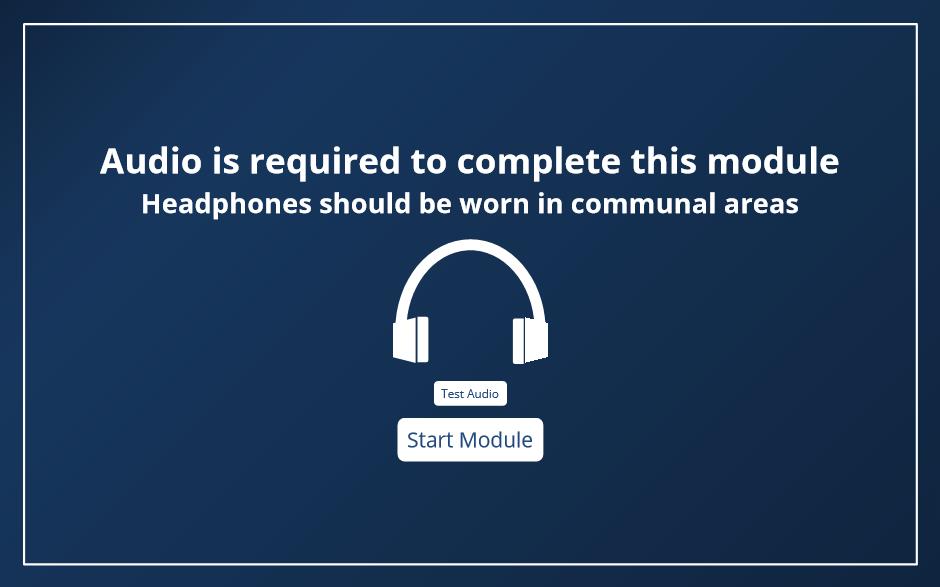 Audio is required to complete this module
Headphones should be worn in communal areas
Test Audio
Start Module